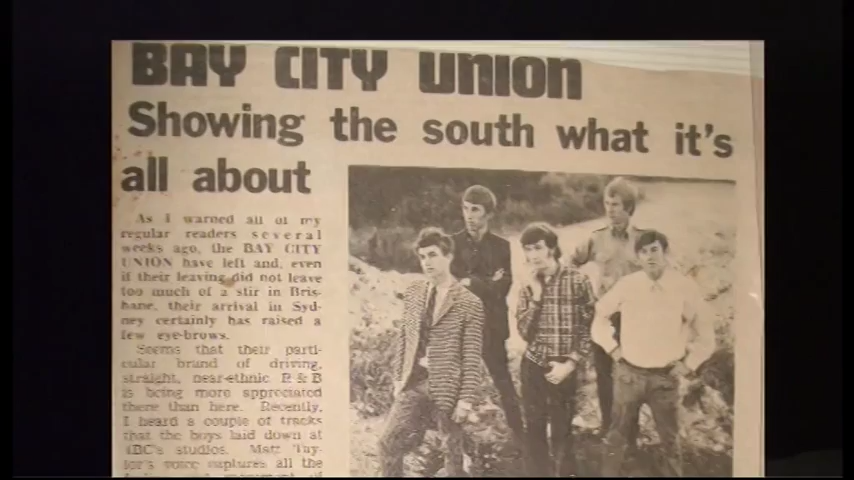 BAY CITY UNION
Showing the south what it's
all about
As I warned all of my
regular readers several
weeks ago, the BAY CITY
UNION have left and, even
if their leaving did not leave
too much of a stir in Bris-
bane, their arrival in Syd-
ney certainly has raised a
few eye-brows.
Seems that their parti-
cular brand of driving,
straight, near-ethnic R & B
is being more appreciated
there than here. Recently,
I heard a couple of tracks
that the boys laid down at
studios. Matt Tay-
lor's voice captures all the